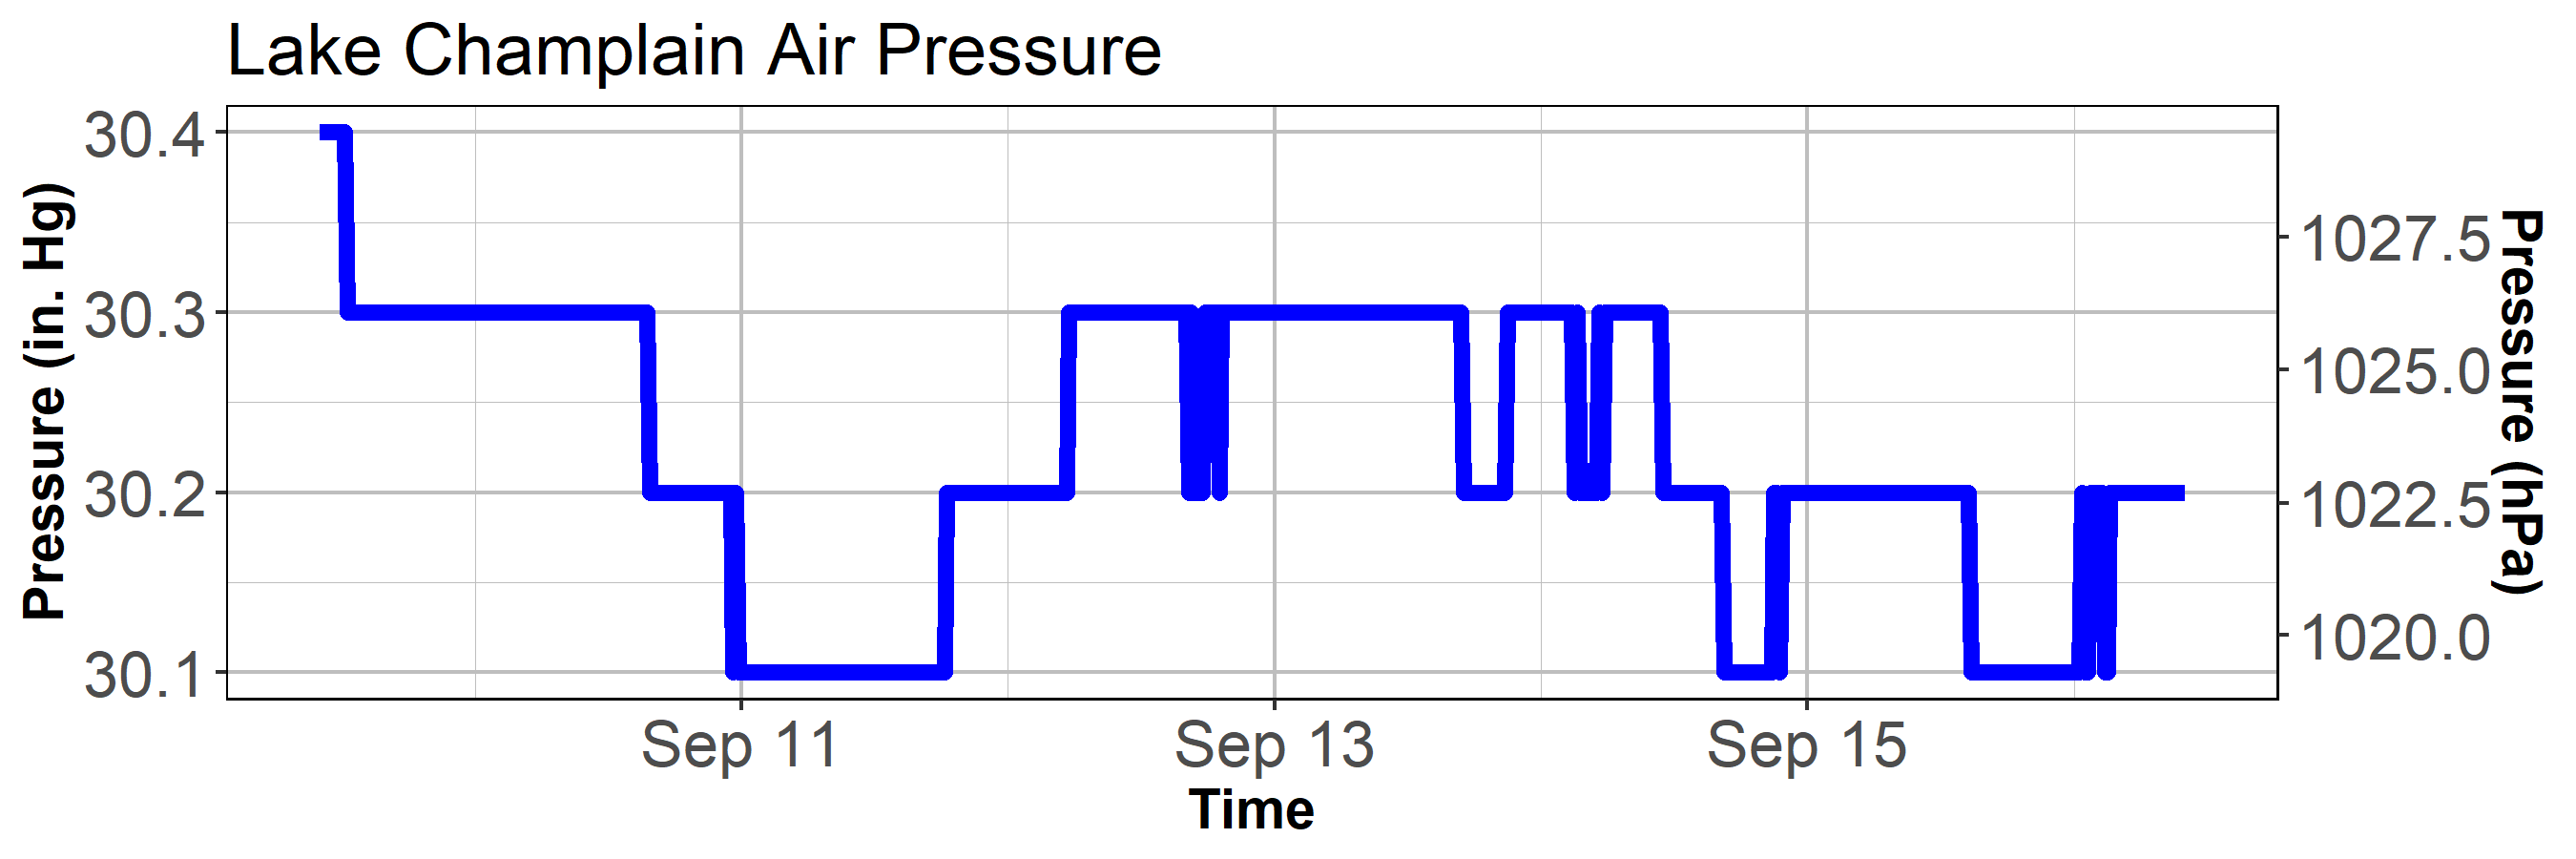 Lake Champlain Air Pressure
30.4
30.3
30.2
30.1
Pressure (in. Hg)
1027.5
1025.0
1022.5
1020.0
Pressure (hPa)
Sep 11
Sep 13
Sep 15
Time